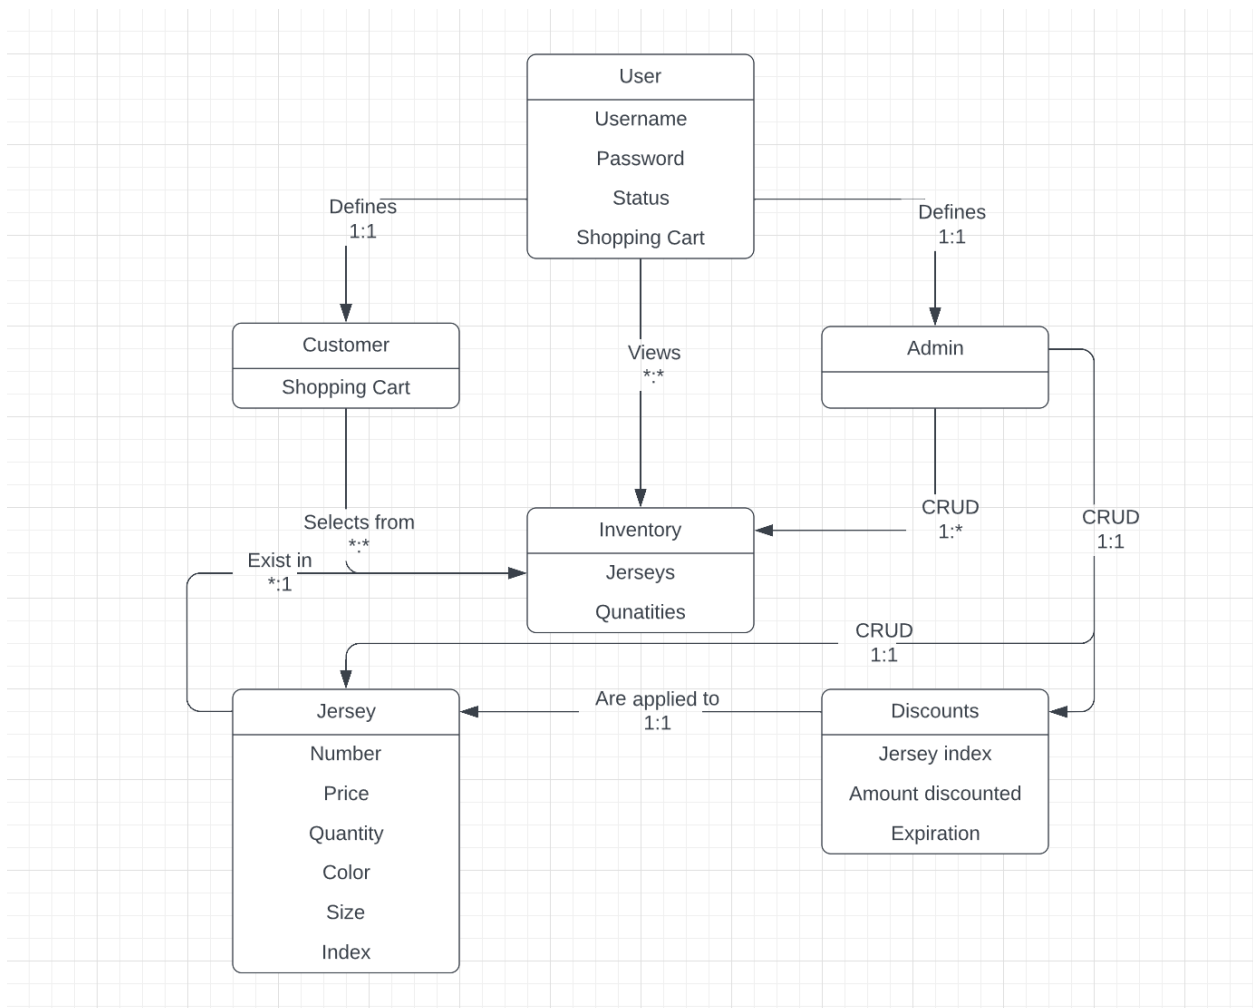 User
Username
Password
Status
Shopping Cart
Defines
1:1
Defines
1:1
Customer
Shopping Cart
Views
*:*
Admin
Selects from
*:*
Exist in
*:1
Inventory
Jerseys
Qunatities
CRUD
1:*
CRUD
1:1
CRUD
1:1
Are applied to
1:1
Jersey
Number
Price
Quantity
Color
Size
Index
Discounts
Jersey index
Amount discounted
Expiration